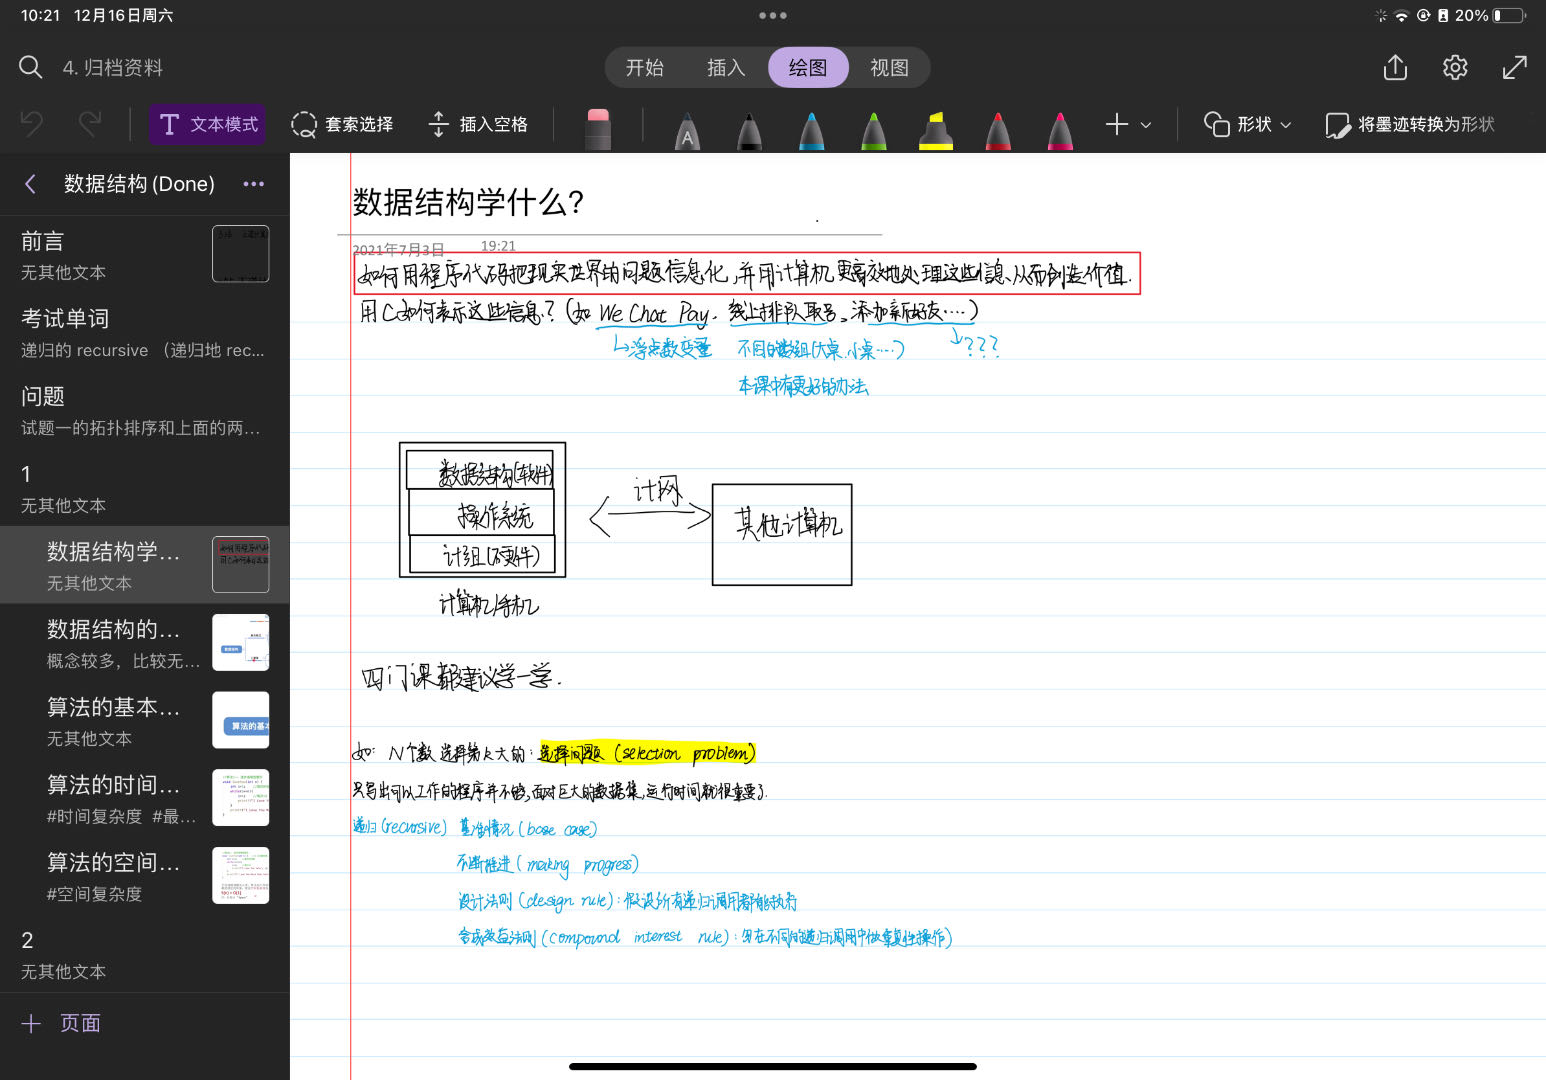 10:21 12月16日周六
20%
4. 归档资料
开始 插入 绘图 视图
文本模式 套索选择 插入空格 A 形状 将墨迹转换为形状
数据结构 (Done)
前言
无其他文本
考试单词
递归的 recursive （递归地 rec...
问题
试题一的拓扑排序和上面的两...
1
无其他文本
数据结构学...
无其他文本
数据结构的...
概念较多，比较无...
算法的基本...
无其他文本
算法的时间...
#时间复杂度 #最...
算法的空间...
#空间复杂度
2
无其他文本
页面
数据结构学什么?
2021年7月3日 19:21
如何用程序代码把现实世界的问题信息化，并用计算机更高效地处理这些信息，从而创造价值.
用C如何表示这些信息？(如 We Chat Pay. 线上排队取号、添加新好友....)
浮点数变量 不同的数组(大桌.小桌....) ???
本课中有更好的办法
数据结构(软件)
操作系统
计组(硬件)
计算机/手机
计网
其他计算机
四门课都建议学一学.
如: N个数选择第k大的: 选择问题 (selection problem)
只写出可以工作的程序并不够,面对巨大的数据集,运行时间就很重要了.
递归(recursive) 基准情况 (base case)
不断推进 (making progress)
设计法则 (design rule): 假设所有递归调用都能执行
合成效益法则 (compound interest rule): 勿在不同的递归调用中做重复性操作)